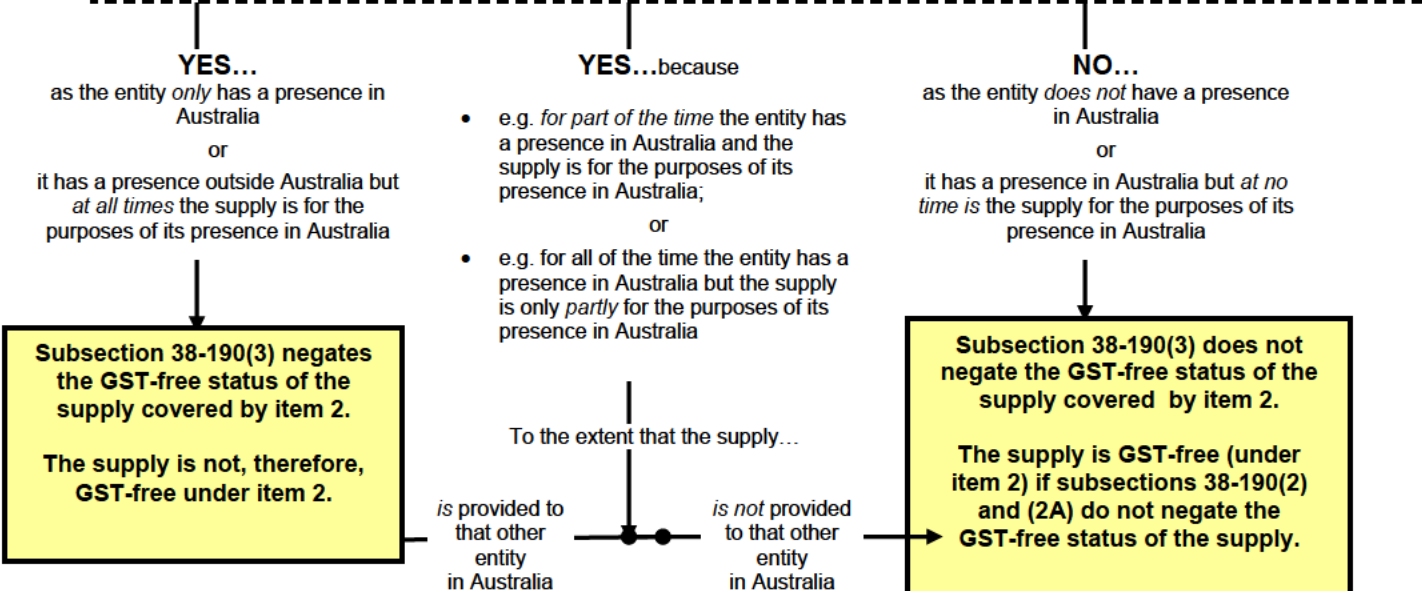 YES…
as the entity only has a presence in
Australia
or
it has a presence outside Australia but
at all times the supply is for the
purposes of its presence in Australia
Subsection 38-190(3) negates
the GST-free status of the
supply covered by item 2.
The supply is not, therefore,
GST-free under item 2.
YES…because
• e.g. for part of the time the entity has
a presence in Australia and the
supply is for the purposes of its
presence in Australia;
or
• e.g. for all of the time the entity has a
presence in Australia but the supply
is only partly for the purposes of its
presence in Australia
To the extent that the supply…
is provided to
that other
entity
in Australia
is not provided
to that other
entity
in Australia
NO…
as the entity does not have a presence
in Australia
or
it has a presence in Australia but at no
time is the supply for the purposes of its
presence in Australia
Subsection 38-190(3) does not
negate the GST-free status of the
supply covered by item 2.
The supply is GST-free (under
item 2) if subsections 38-190(2)
and (2A) do not negate the
GST-free status of the supply.